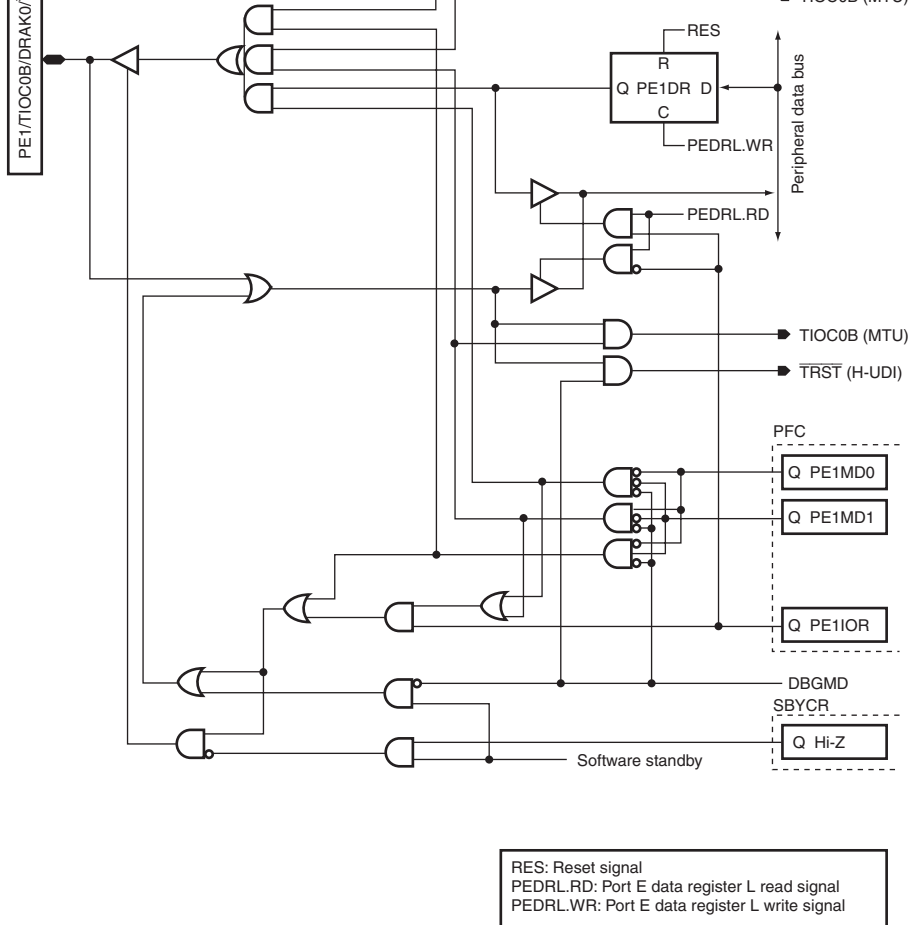 TIOC0B (MTU)
PE1/TIOC0B/DRAK0/
RES
R
Q PE1DR D
C
PEDRL.WR
Peripheral data bus
PEDRL.RD
TIOC0B (MTU)
TRST (H-UDI)
PFC
Q PE1MD0
Q PE1MD1
Q PE1IOR
DBGMD
SBYCR
Q Hi-Z
Software standby
RES: Reset signal
PEDRL.RD: Port E data register L read signal
PEDRL.WR: Port E data register L write signal